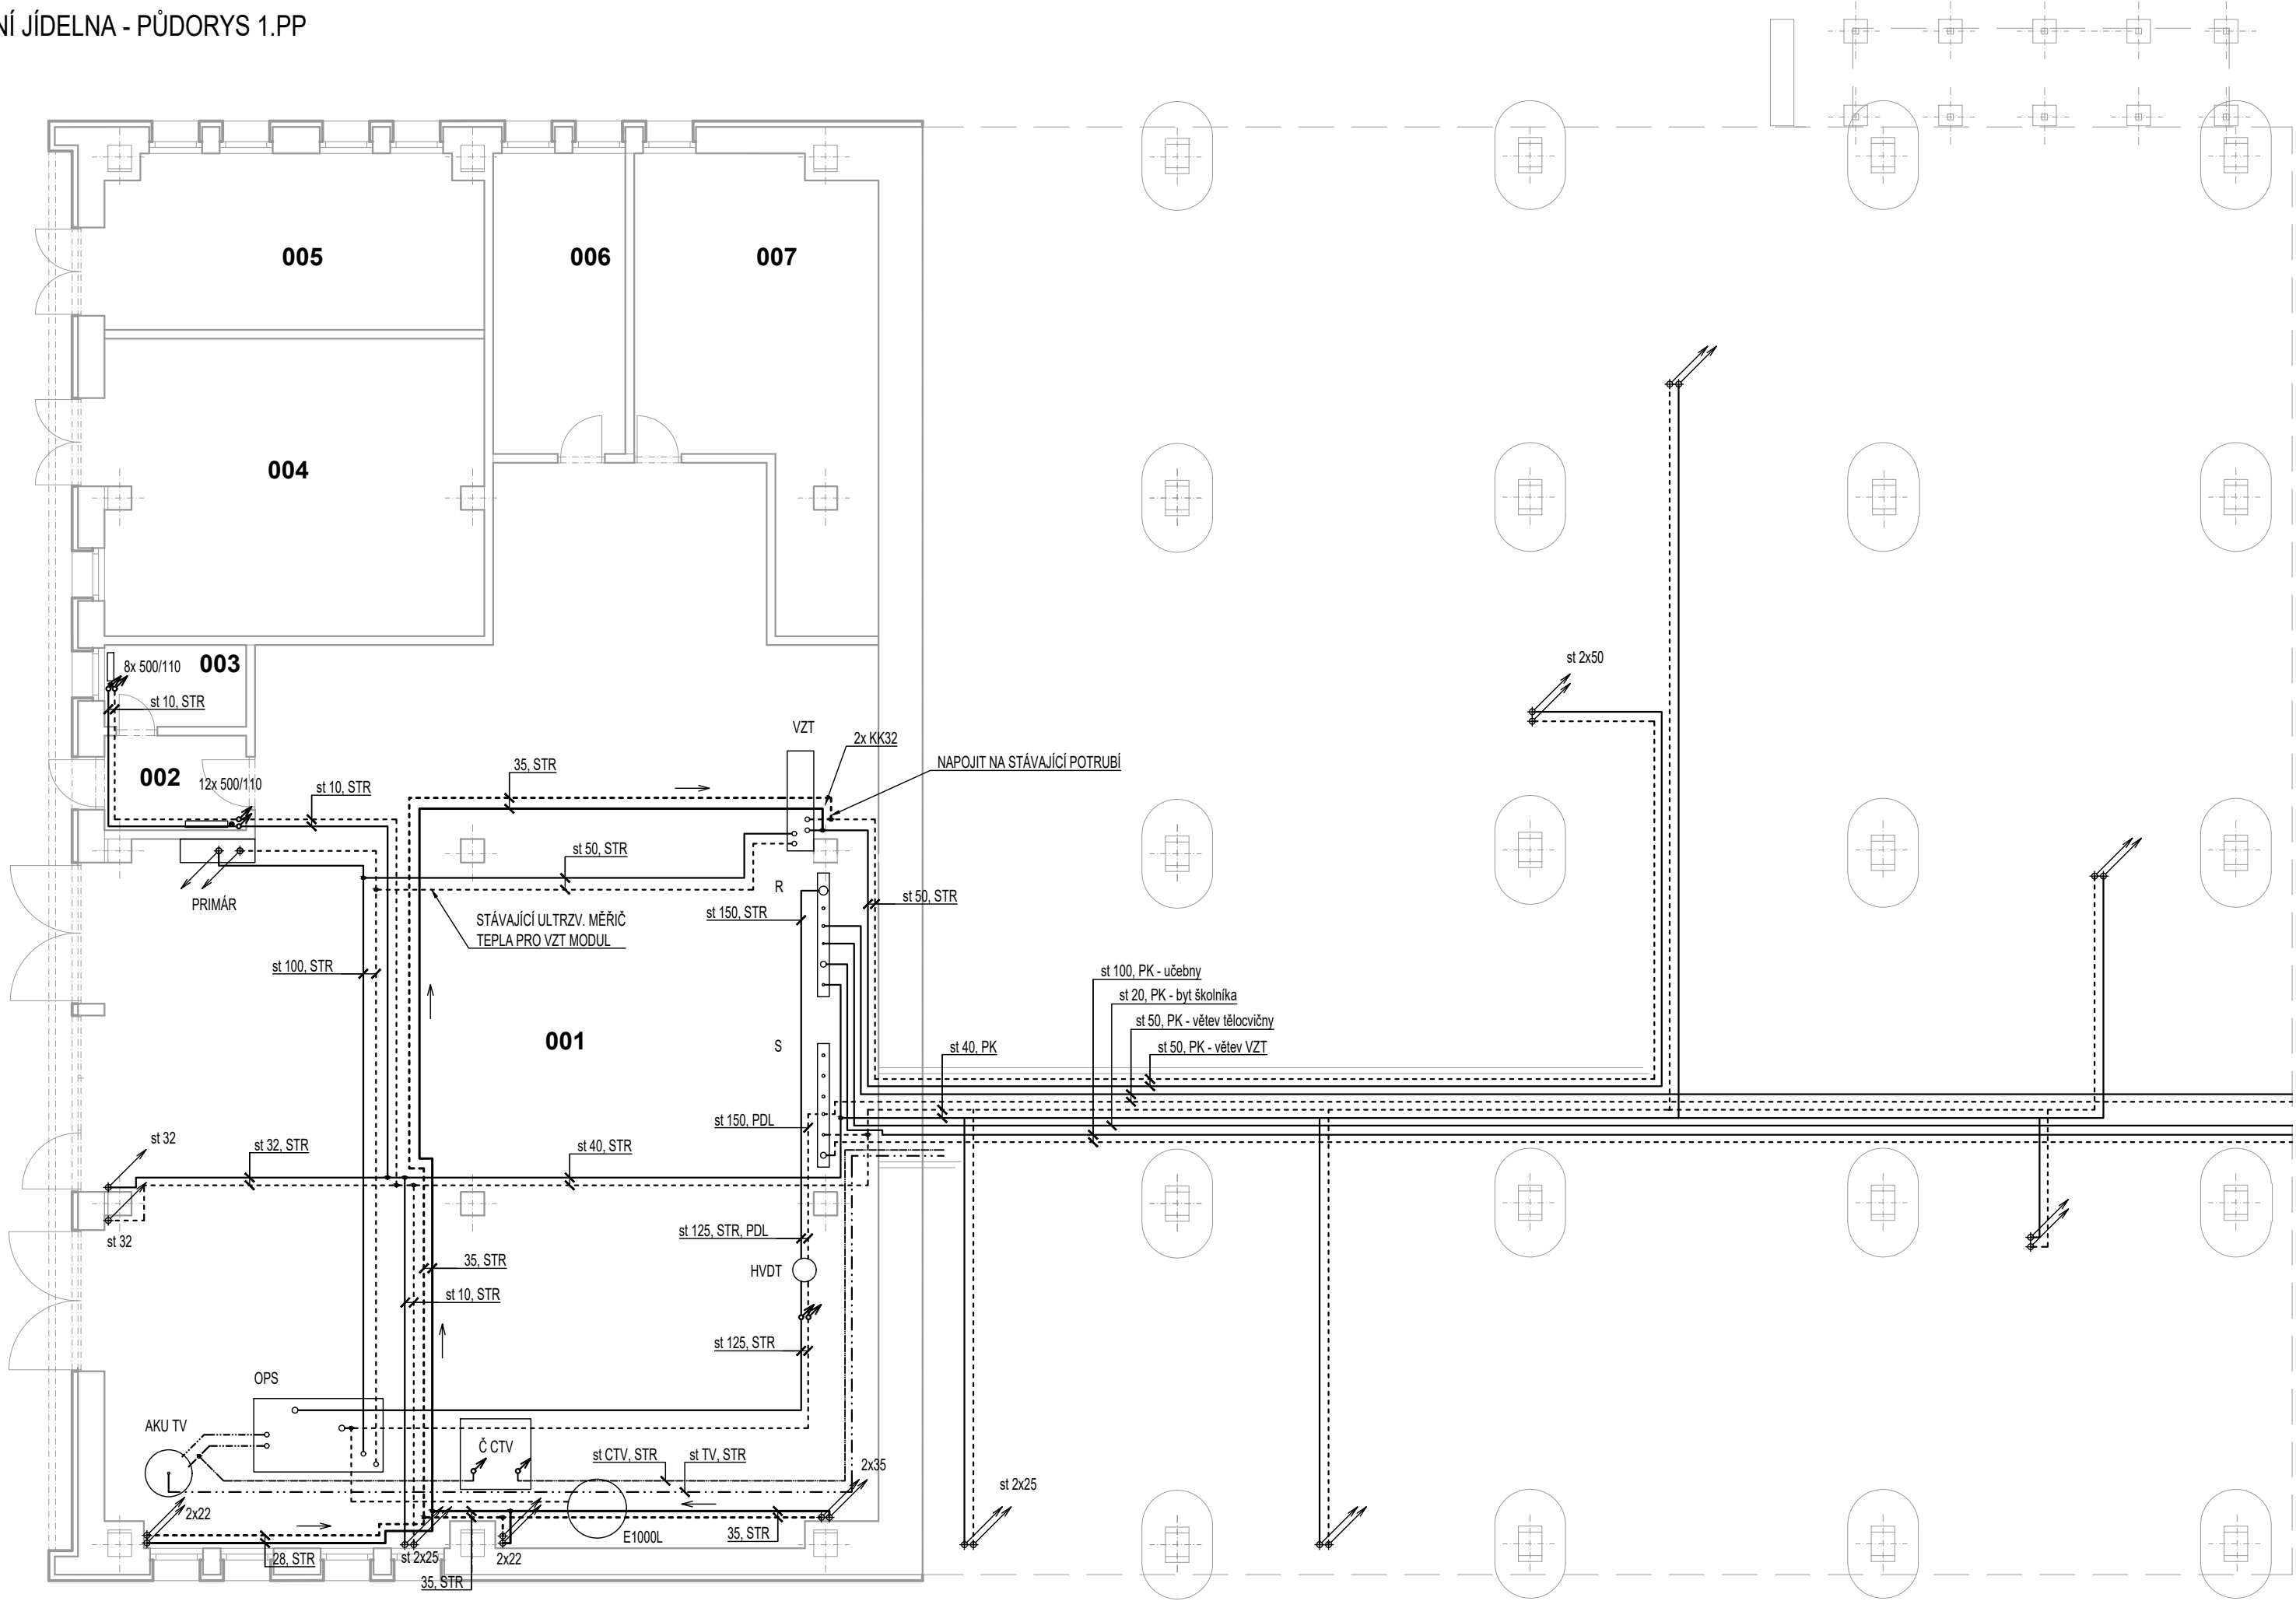 NÍ JÍDELNA - PŮDORYS 1.PP
005
006
007
004
003
8x 500/110
st 10, STR
002
12x 500/110
st 10, STR
35, STR
VZT
2x KK32
NAPOJIT NA STÁVAJÍCÍ POTRUBÍ
st 2x50
st 50, STR
PRIMÁR
R
st 50, STR
st 150, STR
STÁVAJÍCÍ ULTRZV. MĚŘIČ
TEPLA PRO VZT MODUL
st 100, STR
st 100, PK - učebny
st 20, PK - byt školníka
st 50, PK - větev tělocvičny
st 50, PK - větev VZT
st 40, PK
001
S
st 150, PDL
st 32
st 32, STR
st 40, STR
st 32
st 125, STR, PDL
35, STR
HVDT
st 10, STR
st 125, STR
OPS
AKU TV
Č CTV
st CTV, STR
st TV, STR
2x35
st 2x25
2x22
E1000L
35, STR
28, STR
st 2x25
2x22
35, STR